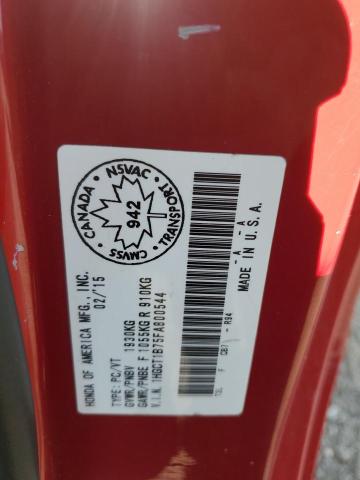 HONDA OF AMERICA MFG., INC.
02/'15
TYPE: PC/VT
GVWR/PNBV 1930KG
GAWR/PNBE F 1055KG R 910KG
V.I.N. 1HGCT1B75FA800544
CANADA NSVAC
942
CMVSS TRANSPORT
A - A
MADE IN U.S.A.
R94
F